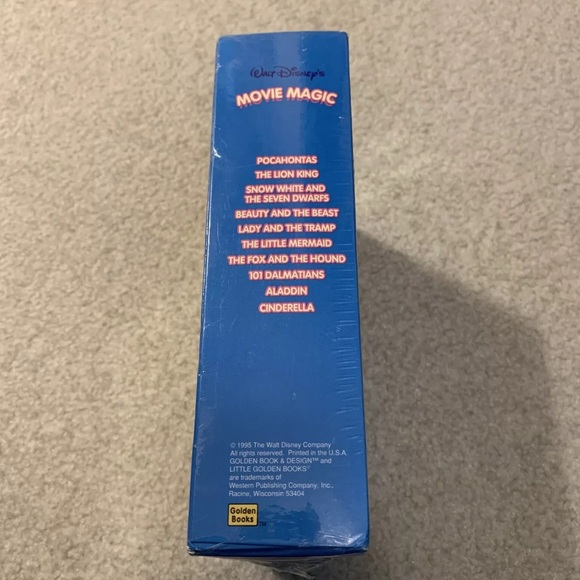 Walt Disney's
MOVIE MAGIC
POCAHONTAS
THE LION KING
SNOW WHITE AND
THE SEVEN DWARFS
BEAUTY AND THE BEAST
LADY AND THE TRAMP
THE LITTLE MERMAID
THE FOX AND THE HOUND
101 DALMATIANS
ALADDIN
CINDERELLA
© 1995 The Walt Disney Company
All rights reserved. Printed in the U.S.A.
GOLDEN BOOK & DESIGN™ and
LITTLE GOLDEN BOOKS®
are trademarks of
Western Publishing Company, Inc.,
Racine, Wisconsin 53404
Golden
Books